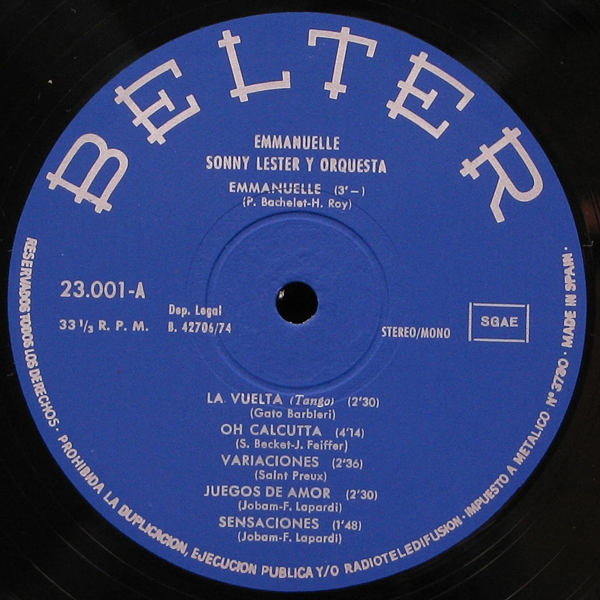 BELTER
EMMANUELLE
SONNY LESTER Y ORQUESTA
EMMANUELLE (3'—)
(P. Bachelet-H. Roy)
23.001-A
33 1/3 R. P. M.
Dep. Legal
B. 42706/74
STEREO/MONO
SGAE
LA VUELTA (Tango) (2'30)
(Gato Barbieri)
OH CALCUTTA (4'14)
(S. Becket-J. Feiffer)
VARIACIONES (2'36)
(Saint Preux)
JUEGOS DE AMOR (2'30)
(Jobam-F. Lapardi)
SENSACIONES (1'48)
(Jobam-F. Lapardi)
RESERVADOS TODOS LOS DERECHOS · PROHIBIDA LA DUPLICACION, EJECUCION PUBLICA Y/O RADIOTELEDIFUSION · IMPUESTO A METALICO Nº 3790 · MADE IN SPAIN ·